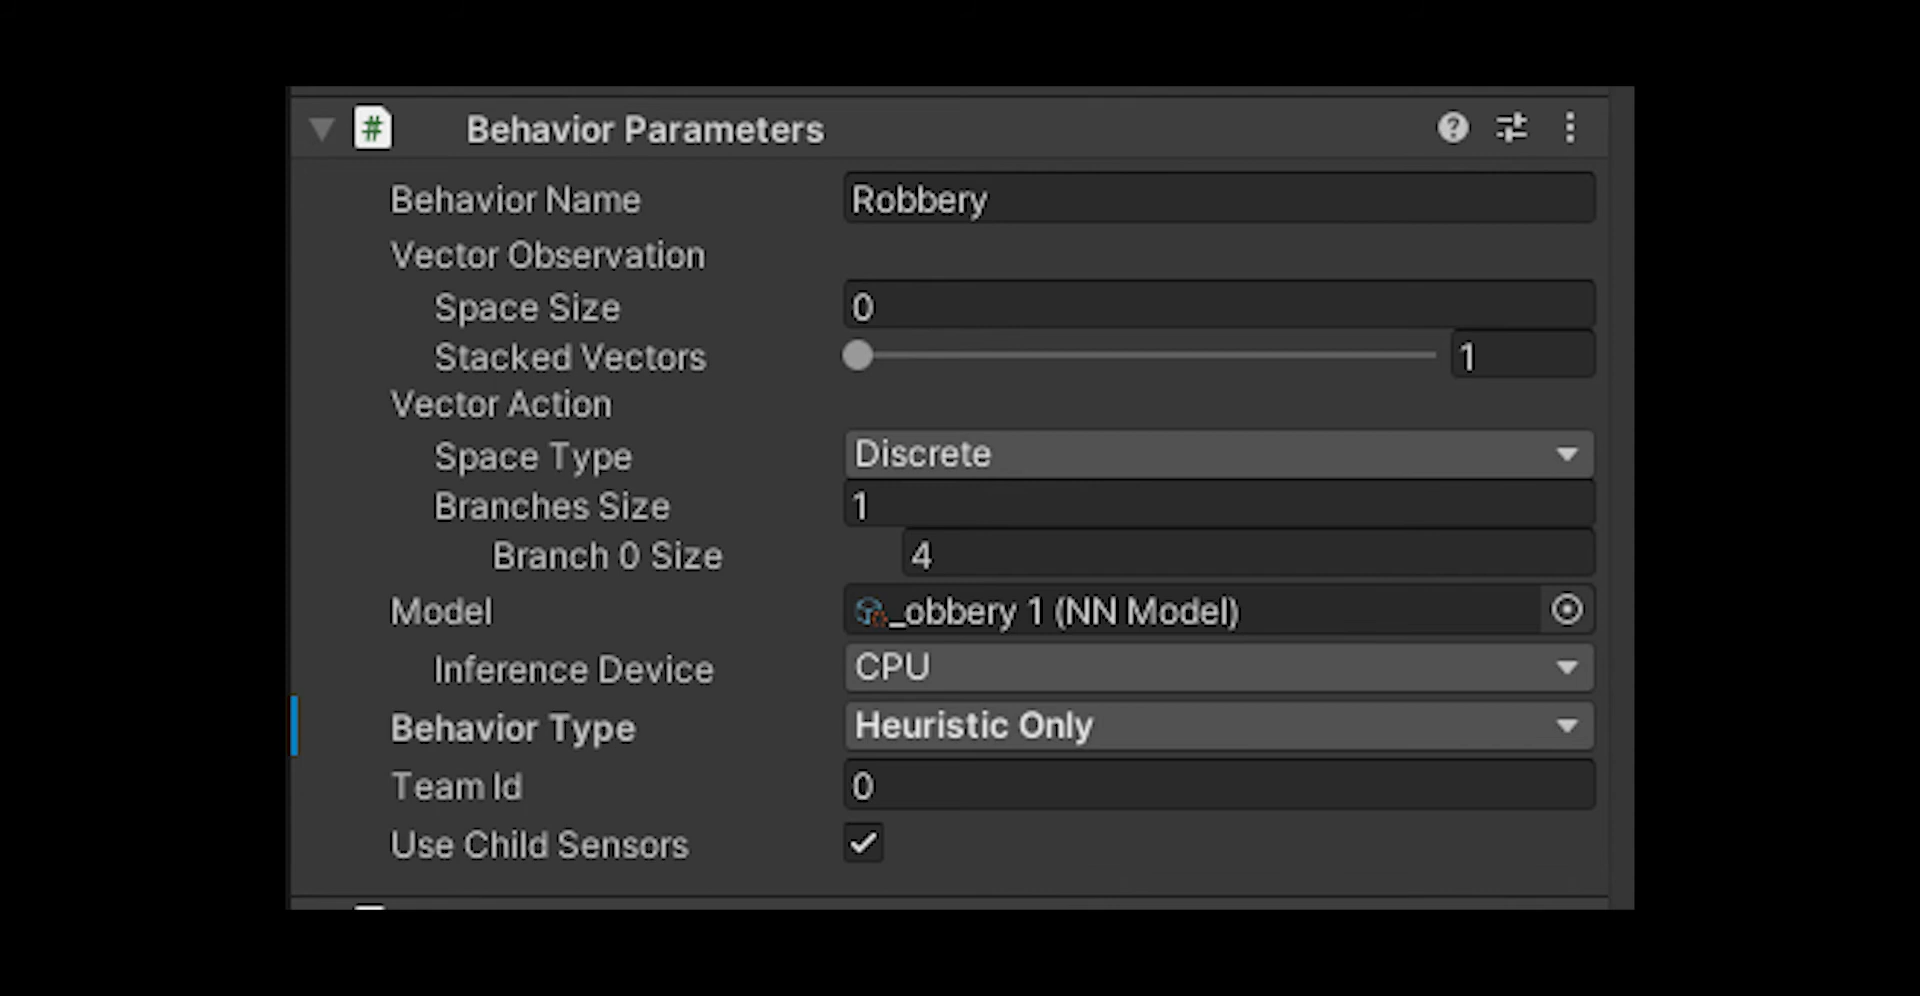 # Behavior Parameters ?
Behavior Name Robbery
Vector Observation
Space Size 0
Stacked Vectors 1
Vector Action
Space Type Discrete
Branches Size 1
Branch 0 Size 4
Model _obbery 1 (NN Model)
Inference Device CPU
Behavior Type Heuristic Only
Team Id 0
Use Child Sensors